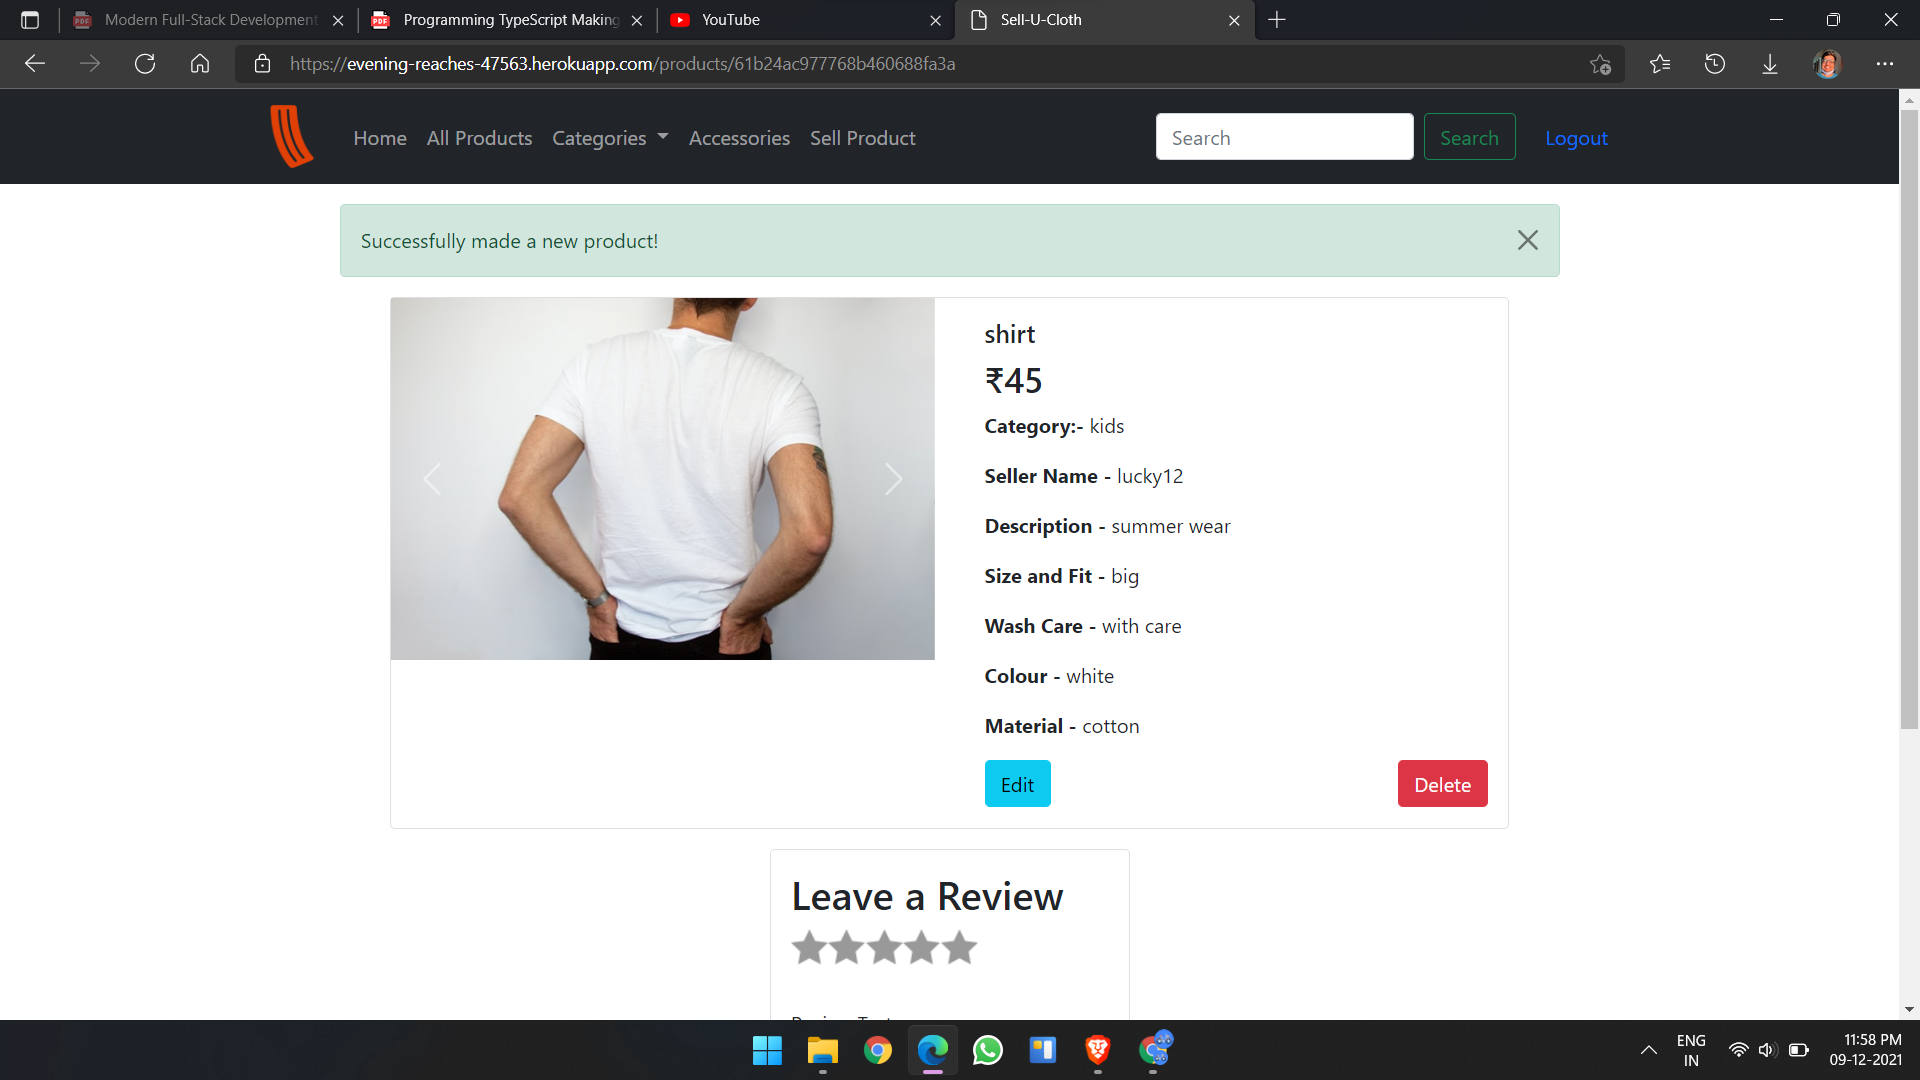 Modern Full-Stack Development
Programming TypeScript Making
YouTube
Sell-U-Cloth
https://evening-reaches-47563.herokuapp.com/products/61b24ac977768b460688fa3a
Home
All Products
Categories
Accessories
Sell Product
Search
Search
Logout
Successfully made a new product!
shirt
₹45
Category:- kids
Seller Name - lucky12
Description - summer wear
Size and Fit - big
Wash Care - with care
Colour - white
Material - cotton
Edit
Delete
Leave a Review
ENG
IN
11:58 PM
09-12-2021